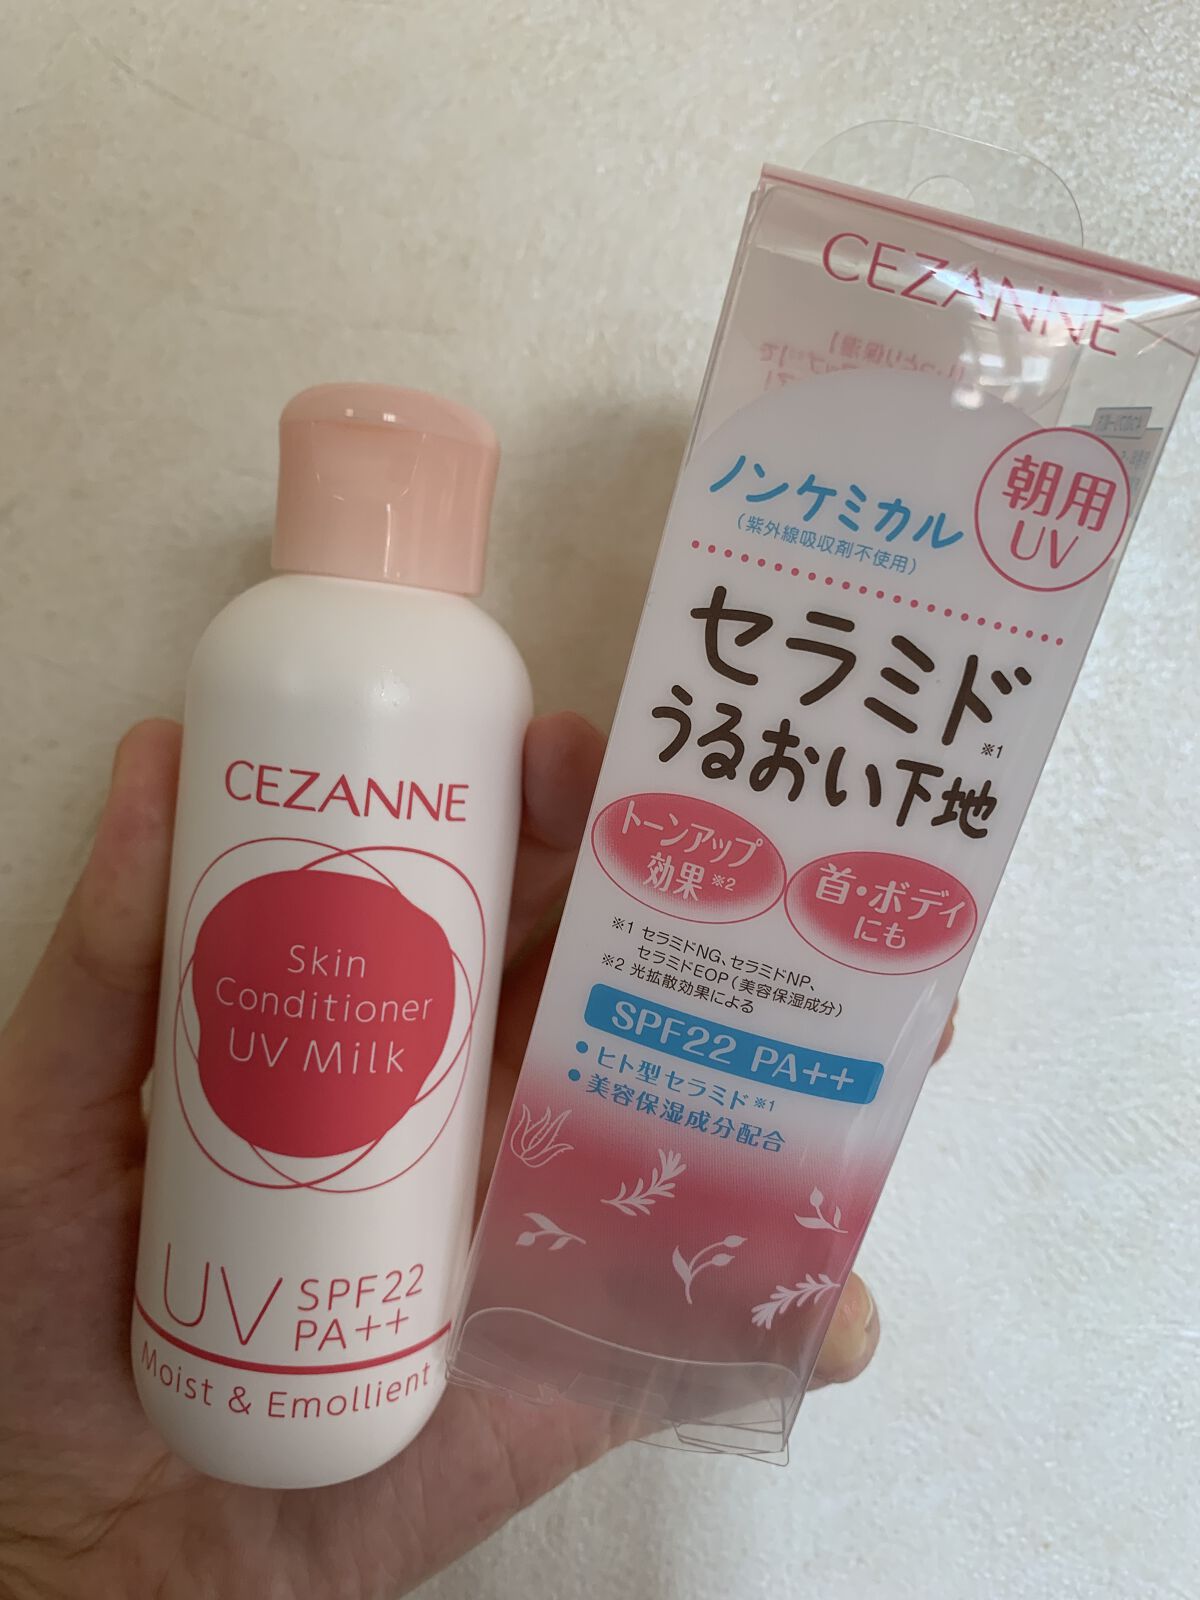 CEZANNE
Skin
Conditioner
UV Milk
UV SPF22
PA++
Moist & Emollient
CEZANNE
朝用
UV
ノンケミカル
(紫外線吸収剤不使用)
セラミド※1
うるおい下地
トーンアップ
効果※2
首・ボディ
にも
※1 セラミドNG、セラミドNP、
セラミドEOP(美容保湿成分)
※2 光拡散効果による
SPF22 PA++
●ヒト型セラミド※1
●美容保湿成分配合